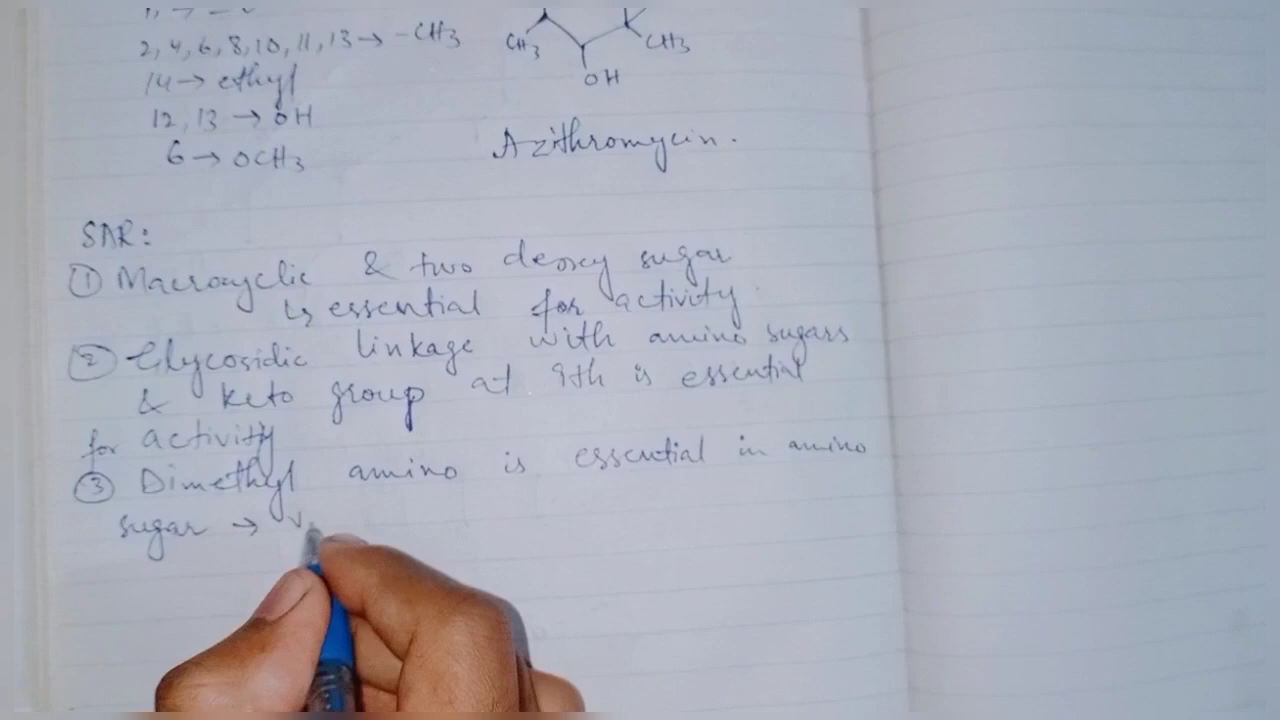 2, 4, 6, 8, 10, 11, 13 → -CH3
14 → ethyl
12, 13 → OH
6 → OCH3
CH3
CH3
OH
Azithromycin.
SAR:
① Macrocyclic & two deoxy sugar
is essential for activity
② Glycosidic linkage with amino sugars
& keto group at 9th is essential
for activity
③ Dimethyl amino is essential in amino
sugar →